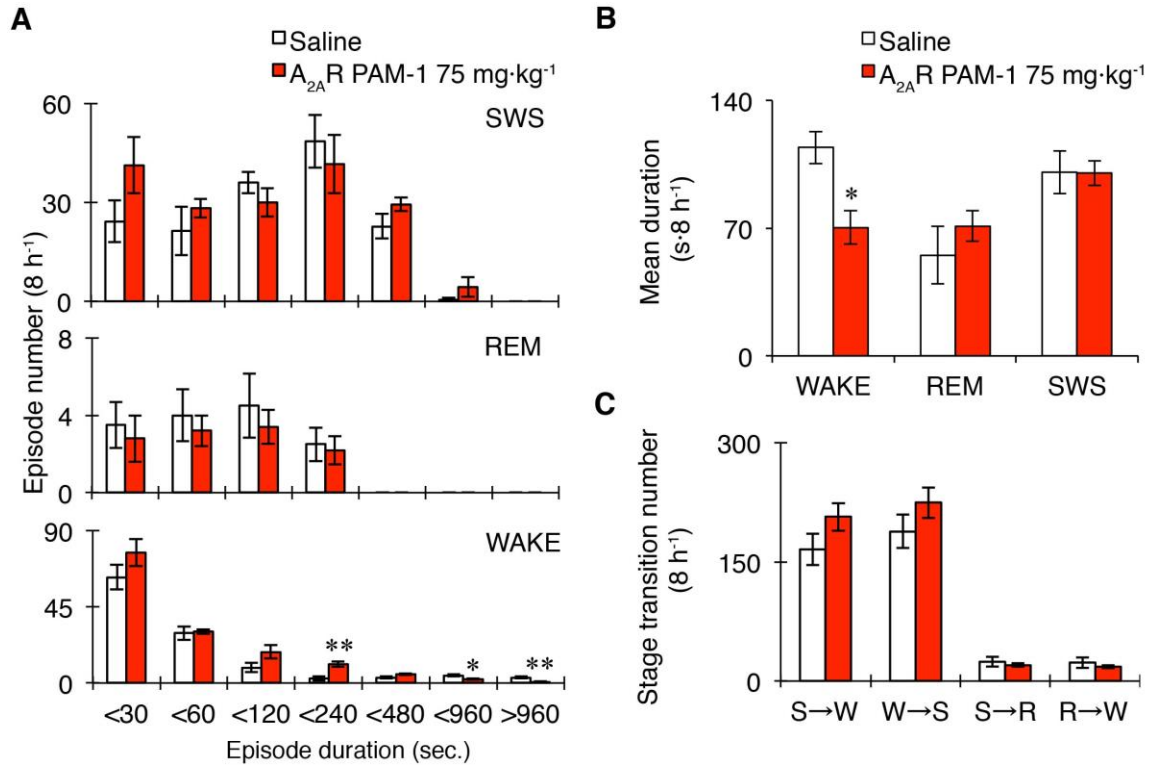 A
Saline
A₂ₐR PAM-1 75 mg·kg⁻¹
SWS
60
30
0
REM
8
4
0
WAKE
90
45
0
** * **
<30 <60 <120 <240 <480 <960 >960
Episode duration (sec.)
Episode number (8 h⁻¹)
B
Saline
A₂ₐR PAM-1 75 mg·kg⁻¹
140
70
0
*
Mean duration
(s·8 h⁻¹)
WAKE REM SWS
C
300
150
0
Stage transition number
(8 h⁻¹)
S→W W→S S→R R→W